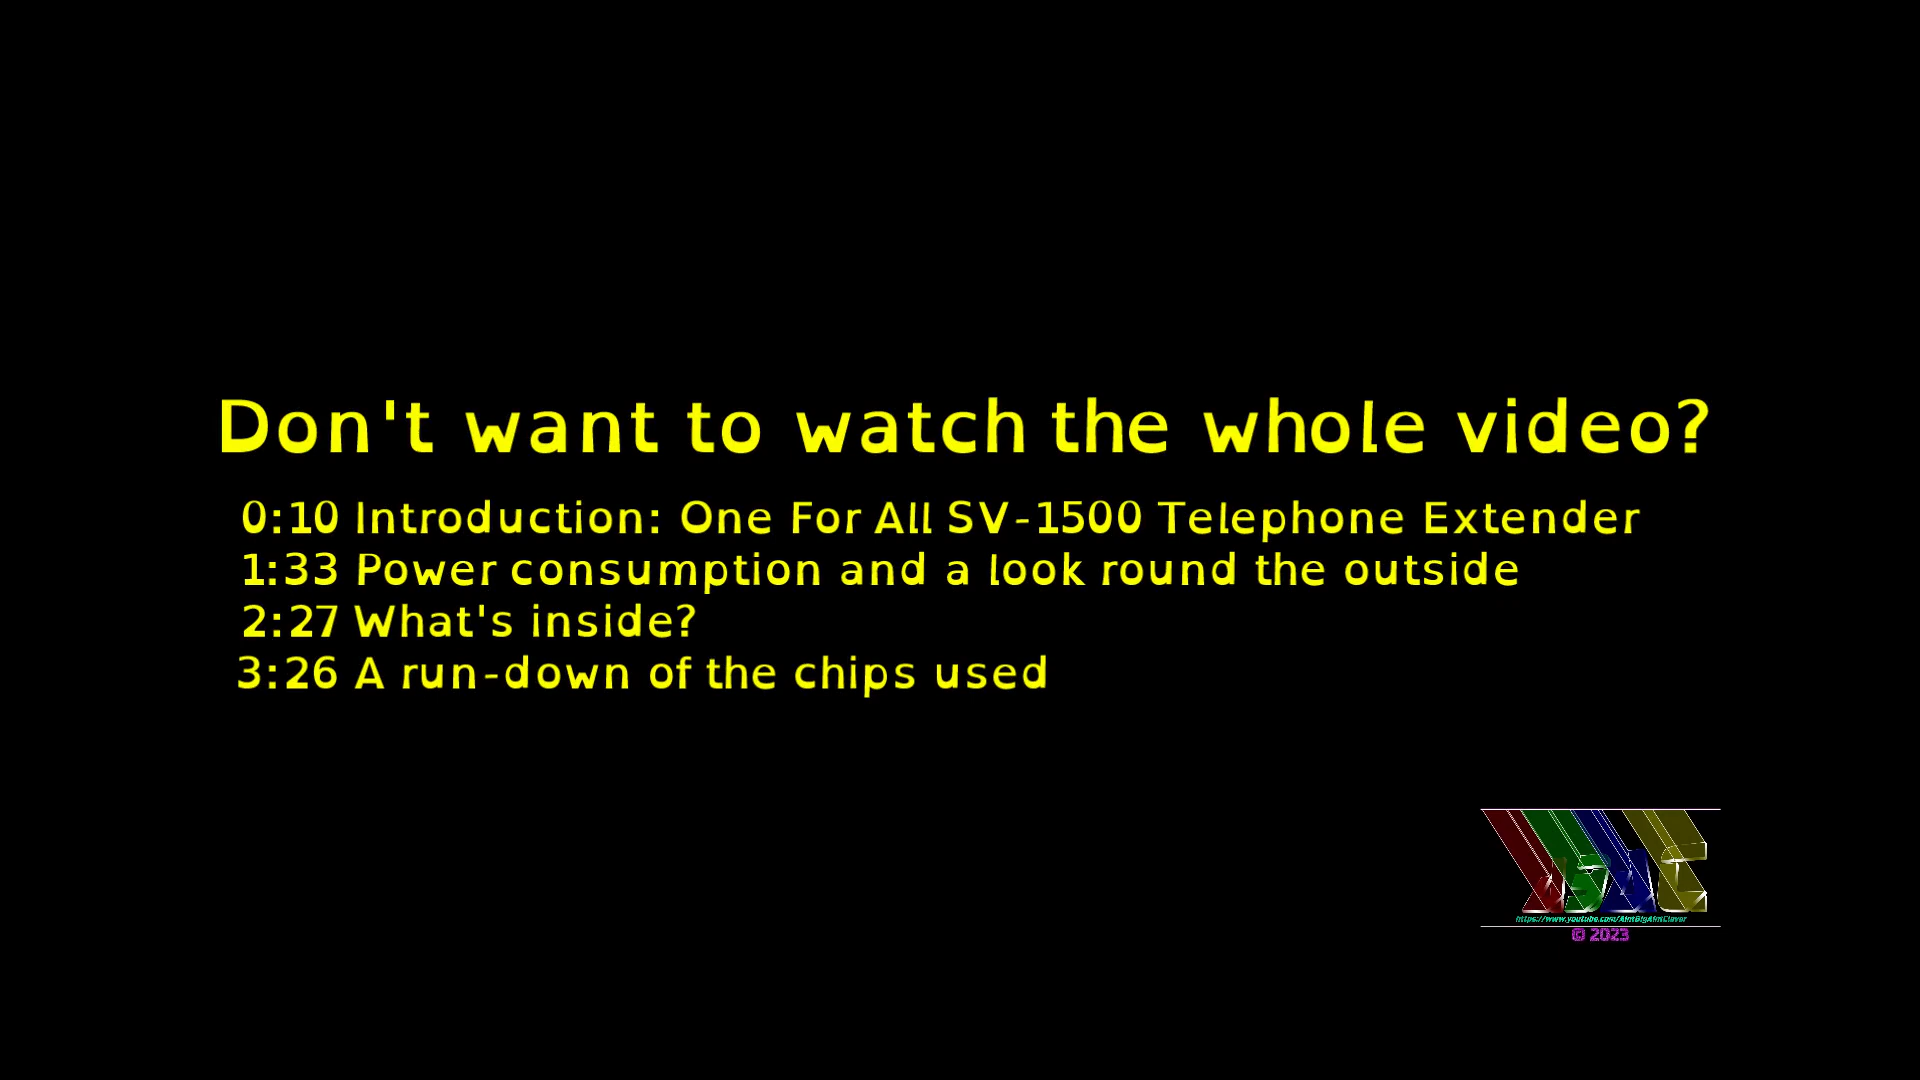 Don't want to watch the whole video?
0:10 Introduction: One For All SV-1500 Telephone Extender
1:33 Power consumption and a look round the outside
2:27 What's inside?
3:26 A run-down of the chips used
https://www.youtube.com/AintBigAintClever
© 2023